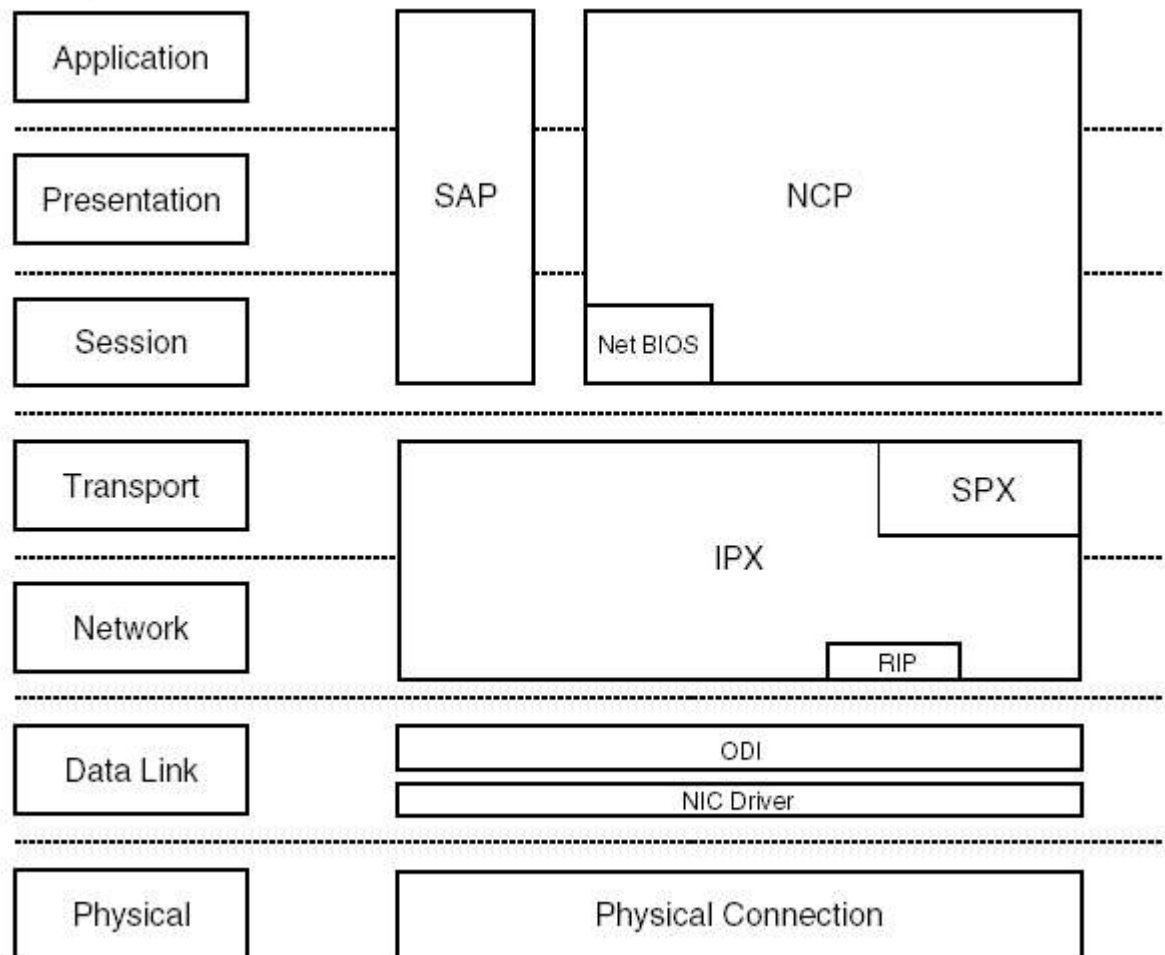 Application
Presentation
SAP
NCP
Session
Net BIOS
Transport
SPX
IPX
Network
RIP
Data Link
ODI
NIC Driver
Physical
Physical Connection